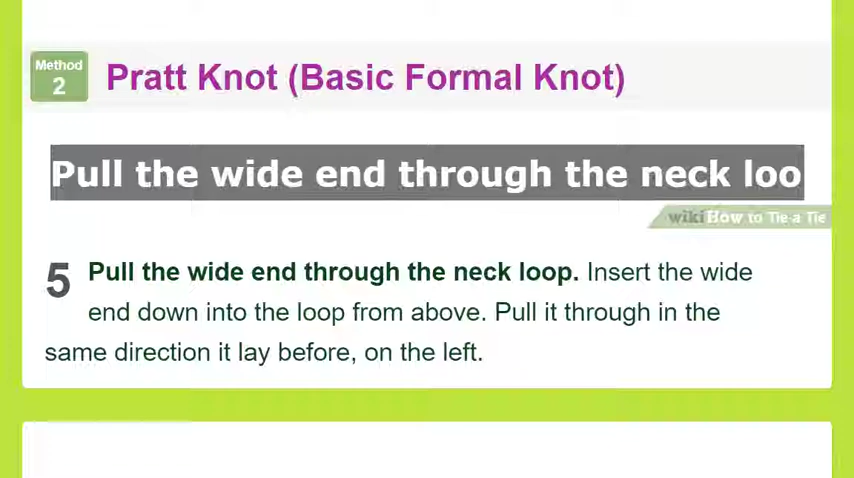 Method
2
Pratt Knot (Basic Formal Knot)
Pull the wide end through the neck loo
wikiHow to Tie a Tie
5
Pull the wide end through the neck loop. Insert the wide
end down into the loop from above. Pull it through in the
same direction it lay before, on the left.